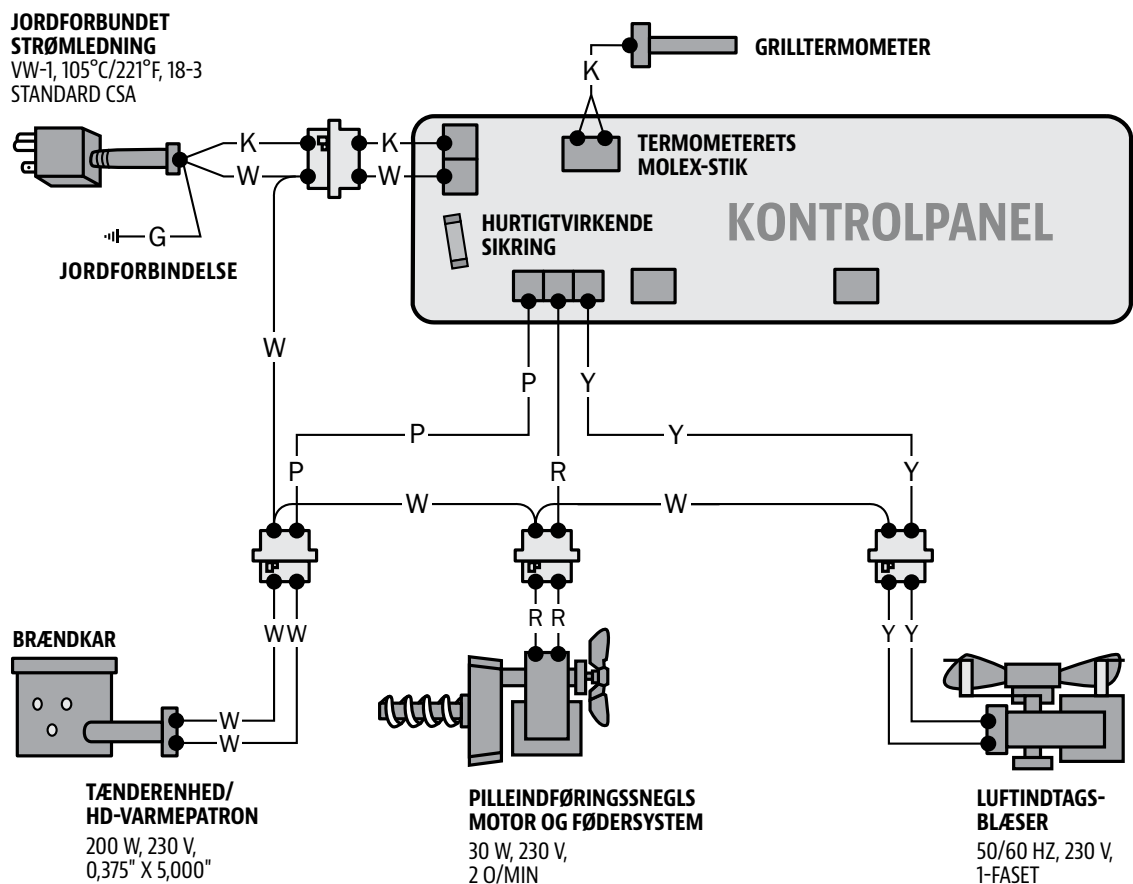 JORDFORBUNDET
STRØMLEDNING
VW-1, 105°C/221°F, 18-3
STANDARD CSA
GRILLTERMOMETER
K
TERMOMETERETS
MOLEX-STIK
K
K
W
W
KONTROLPANEL
HURTIGTVIRKENDE
SIKRING
G
JORDFORBINDELSE
W
P
Y
P
Y
P
R
Y
W
W
W
W
R
R
Y
Y
BRÆNDKAR
W
W
TÆNDERENHED/
HD-VARMEPATRON
200 W, 230 V,
0,375" X 5,000"
PILLEINDFØRINGSSNEGLS
MOTOR OG FØDERSYSTEM
30 W, 230 V,
2 O/MIN
LUFTINDTAGS-
BLÆSER
50/60 HZ, 230 V,
1-FASET